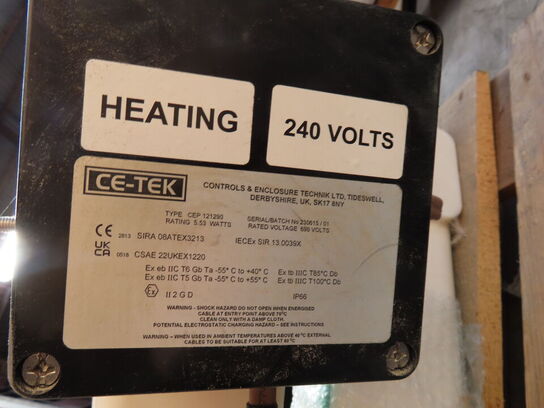 HEATING
240 VOLTS
CE-TEK
CONTROLS & ENCLOSURE TECHNIK LTD, TIDESWELL,
DERBYSHIRE, UK, SK17 8NY
TYPE CEP 121290 SERIAL/BATCH No 230615 / 01
RATING 5.53 WATTS RATED VOLTAGE 690 VOLTS
CE 2813 SIRA 08ATEX3213 IECEx SIR 13.0039X
UKCA 0518 CSAE 22UKEX1220
Ex eb IIC T6 Gb Ta -55° C to +40° C Ex tb IIIC T85°C Db
Ex eb IIC T5 Gb Ta -55° C to +55° C Ex tb IIIC T100°C Db
Ex II 2 G D IP66
WARNING - SHOCK HAZARD DO NOT OPEN WHEN ENERGISED
CABLE AT ENTRY POINT ABOVE 70°C
CLEAN ONLY WITH A DAMP CLOTH.
POTENTIAL ELECTROSTATIC CHARGING HAZARD – SEE INSTRUCTIONS
WARNING – WHEN USED IN AMBIENT TEMPERATURES ABOVE 40°C EXTERNAL
CABLES TO BE SUITABLE FOR AT LEAST 80°C